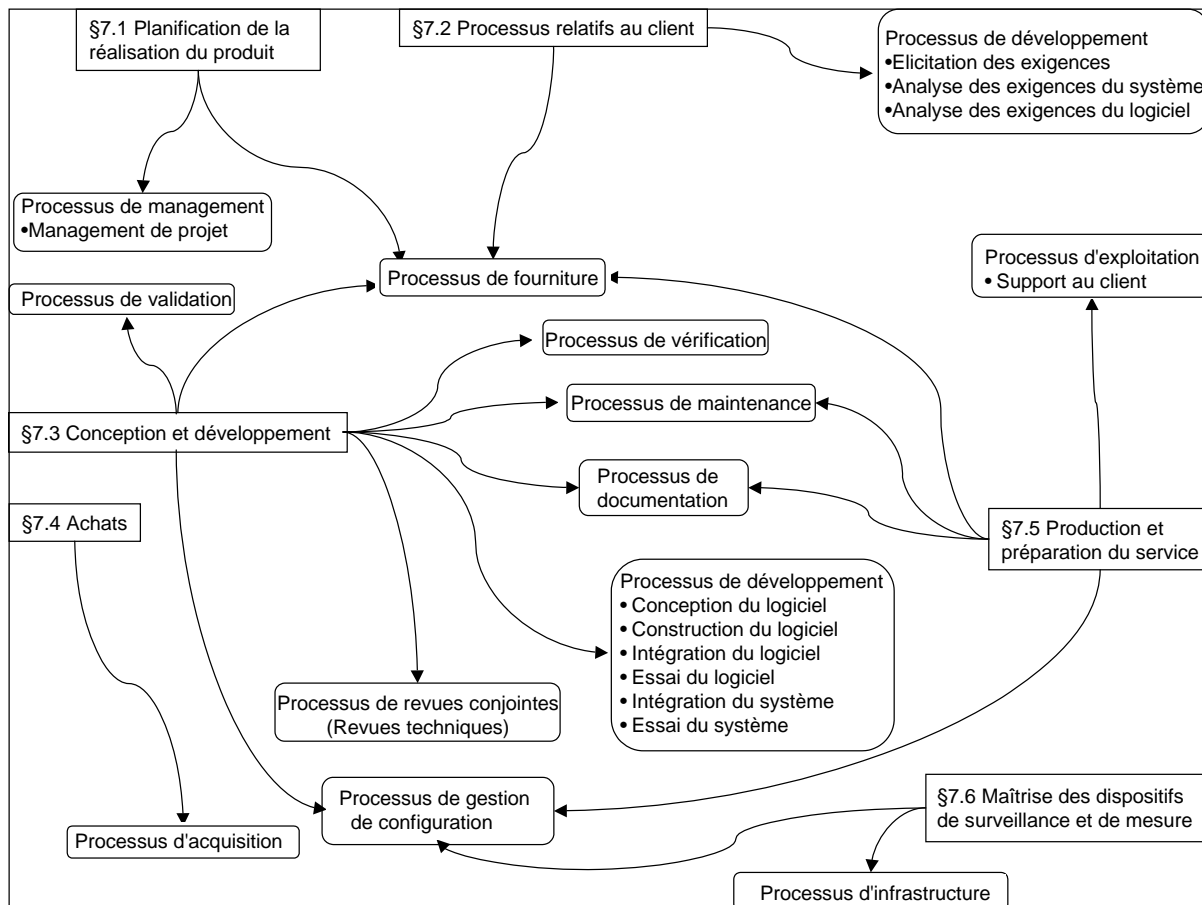 §7.1 Planification de la
réalisation du produit
§7.2 Processus relatifs au client
Processus de développement
•Elicitation des exigences
•Analyse des exigences du système
•Analyse des exigences du logiciel
Processus de management
•Management de projet
Processus de fourniture
Processus d'exploitation
• Support au client
Processus de validation
Processus de vérification
Processus de maintenance
§7.3 Conception et développement
Processus de
documentation
§7.4 Achats
§7.5 Production et
préparation du service
Processus de développement
• Conception du logiciel
• Construction du logiciel
• Intégration du logiciel
• Essai du logiciel
• Intégration du système
• Essai du système
Processus de revues conjointes
(Revues techniques)
Processus de gestion
de configuration
§7.6 Maîtrise des dispositifs
de surveillance et de mesure
Processus d'acquisition
Processus d'infrastructure